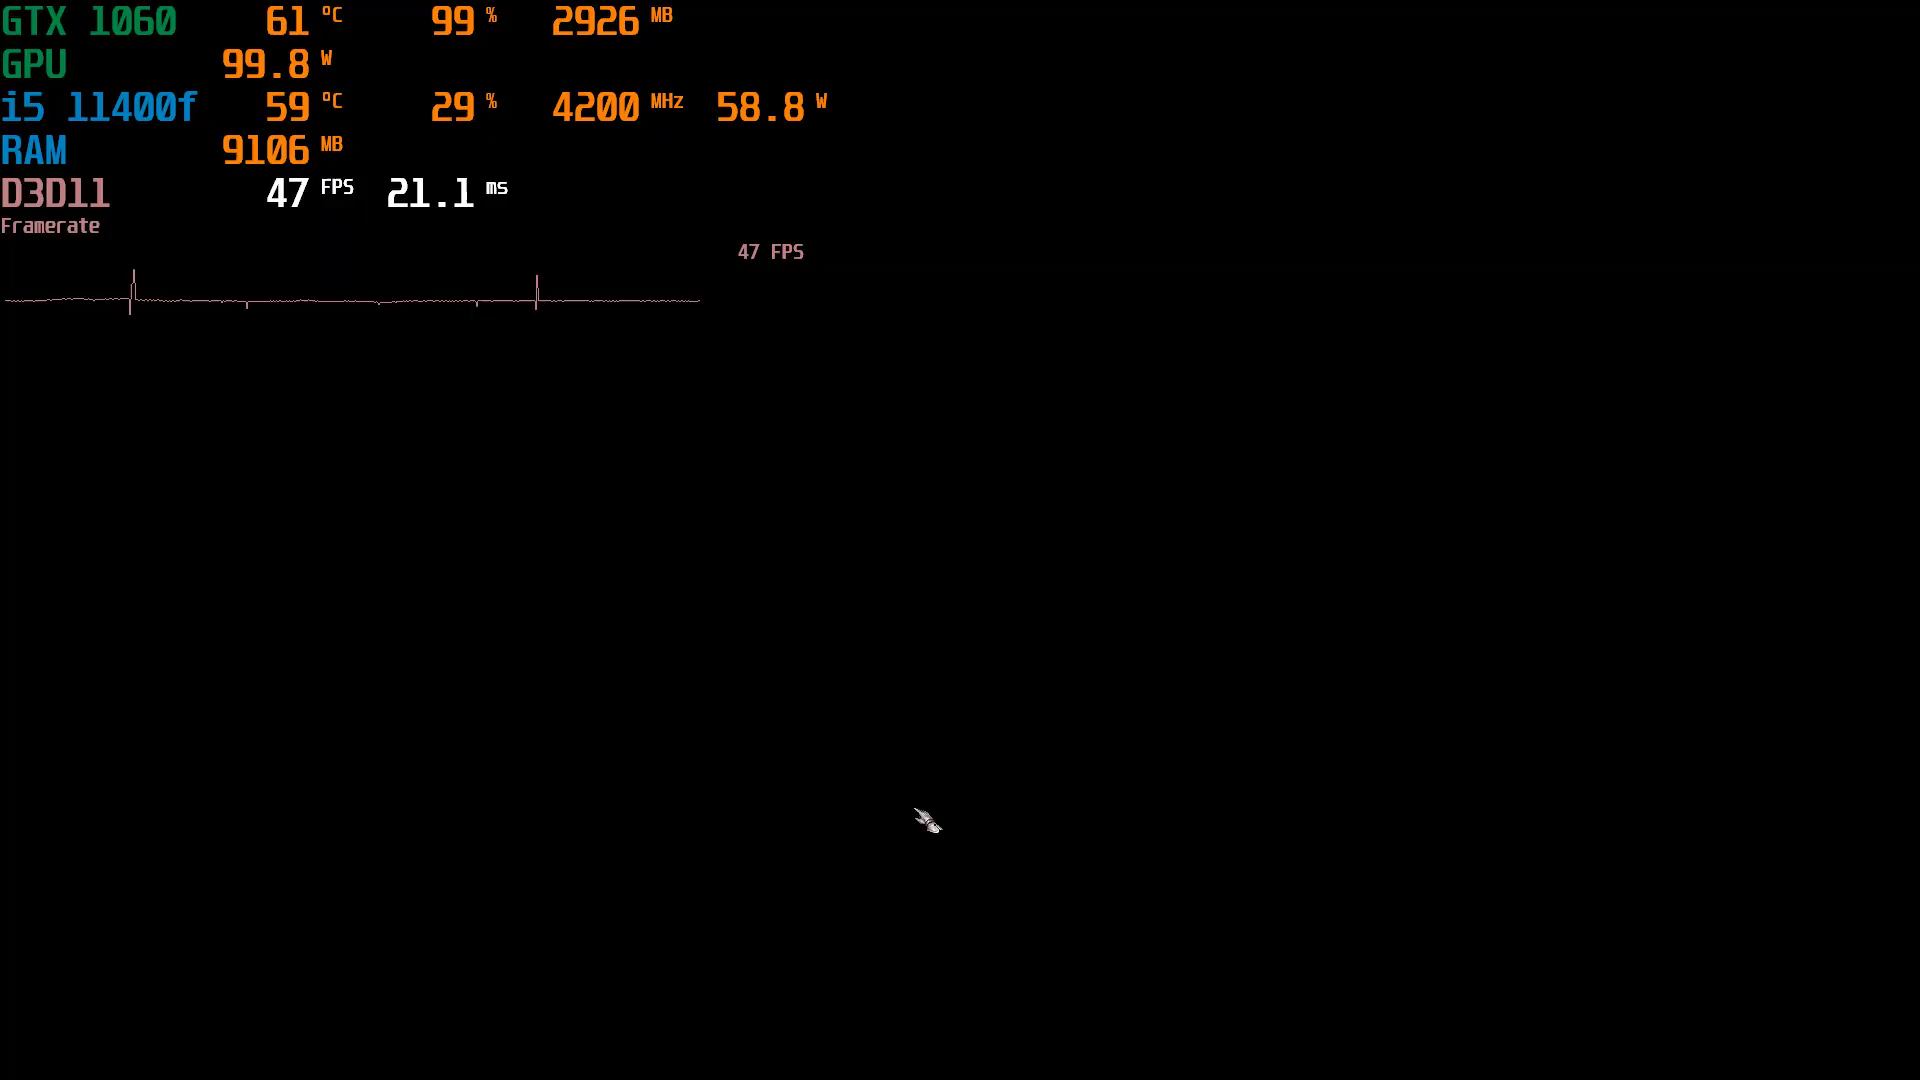 GTX 1060 61 °C 99 % 2926 MB
GPU 99.8 W
i5 11400f 59 °C 29 % 4200 MHz 58.8 W
RAM 9106 MB
D3D11 47 FPS 21.1 ms
Framerate
47 FPS